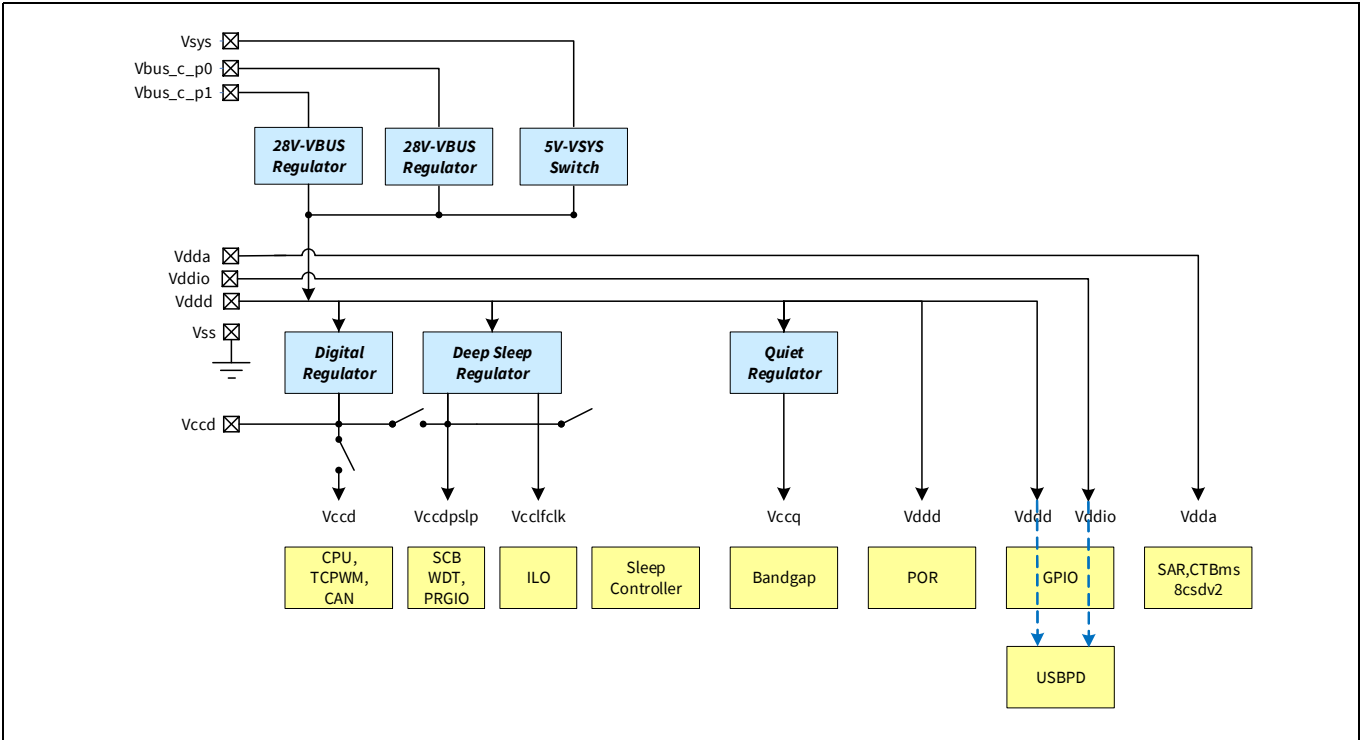 Vsys
Vbus_c_p0
Vbus_c_p1
28V-VBUS
Regulator
28V-VBUS
Regulator
5V-VSYS
Switch
Vdda
Vddio
Vddd
Vss
Digital
Regulator
Deep Sleep
Regulator
Quiet
Regulator
Vccd
Vccd
Vccdpslp
Vcclfclk
Vccq
Vddd
Vddd
Vddio
Vdda
CPU,
TCPWM,
CAN
SCB
WDT,
PRGIO
ILO
Sleep
Controller
Bandgap
POR
GPIO
SAR,CTBms
8csdv2
USBPD